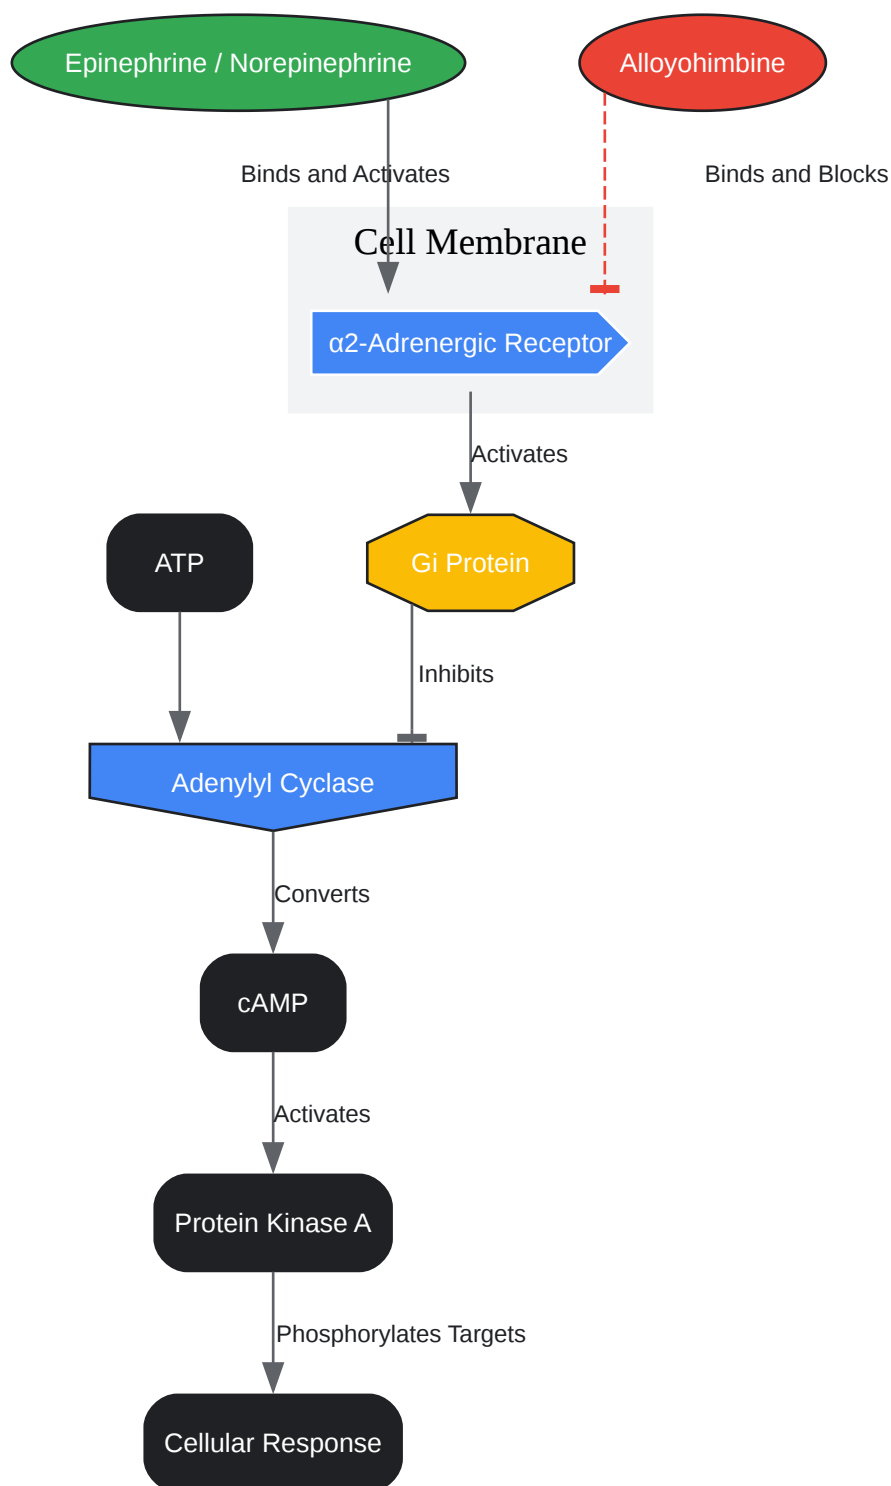 Epinephrine / Norepinephrine
Alloyohimbine
Binds and Activates
Binds and Blocks
Cell Membrane
α2-Adrenergic Receptor
Activates
ATP
Gi Protein
Inhibits
Adenylyl Cyclase
Converts
cAMP
Activates
Protein Kinase A
Phosphorylates Targets
Cellular Response